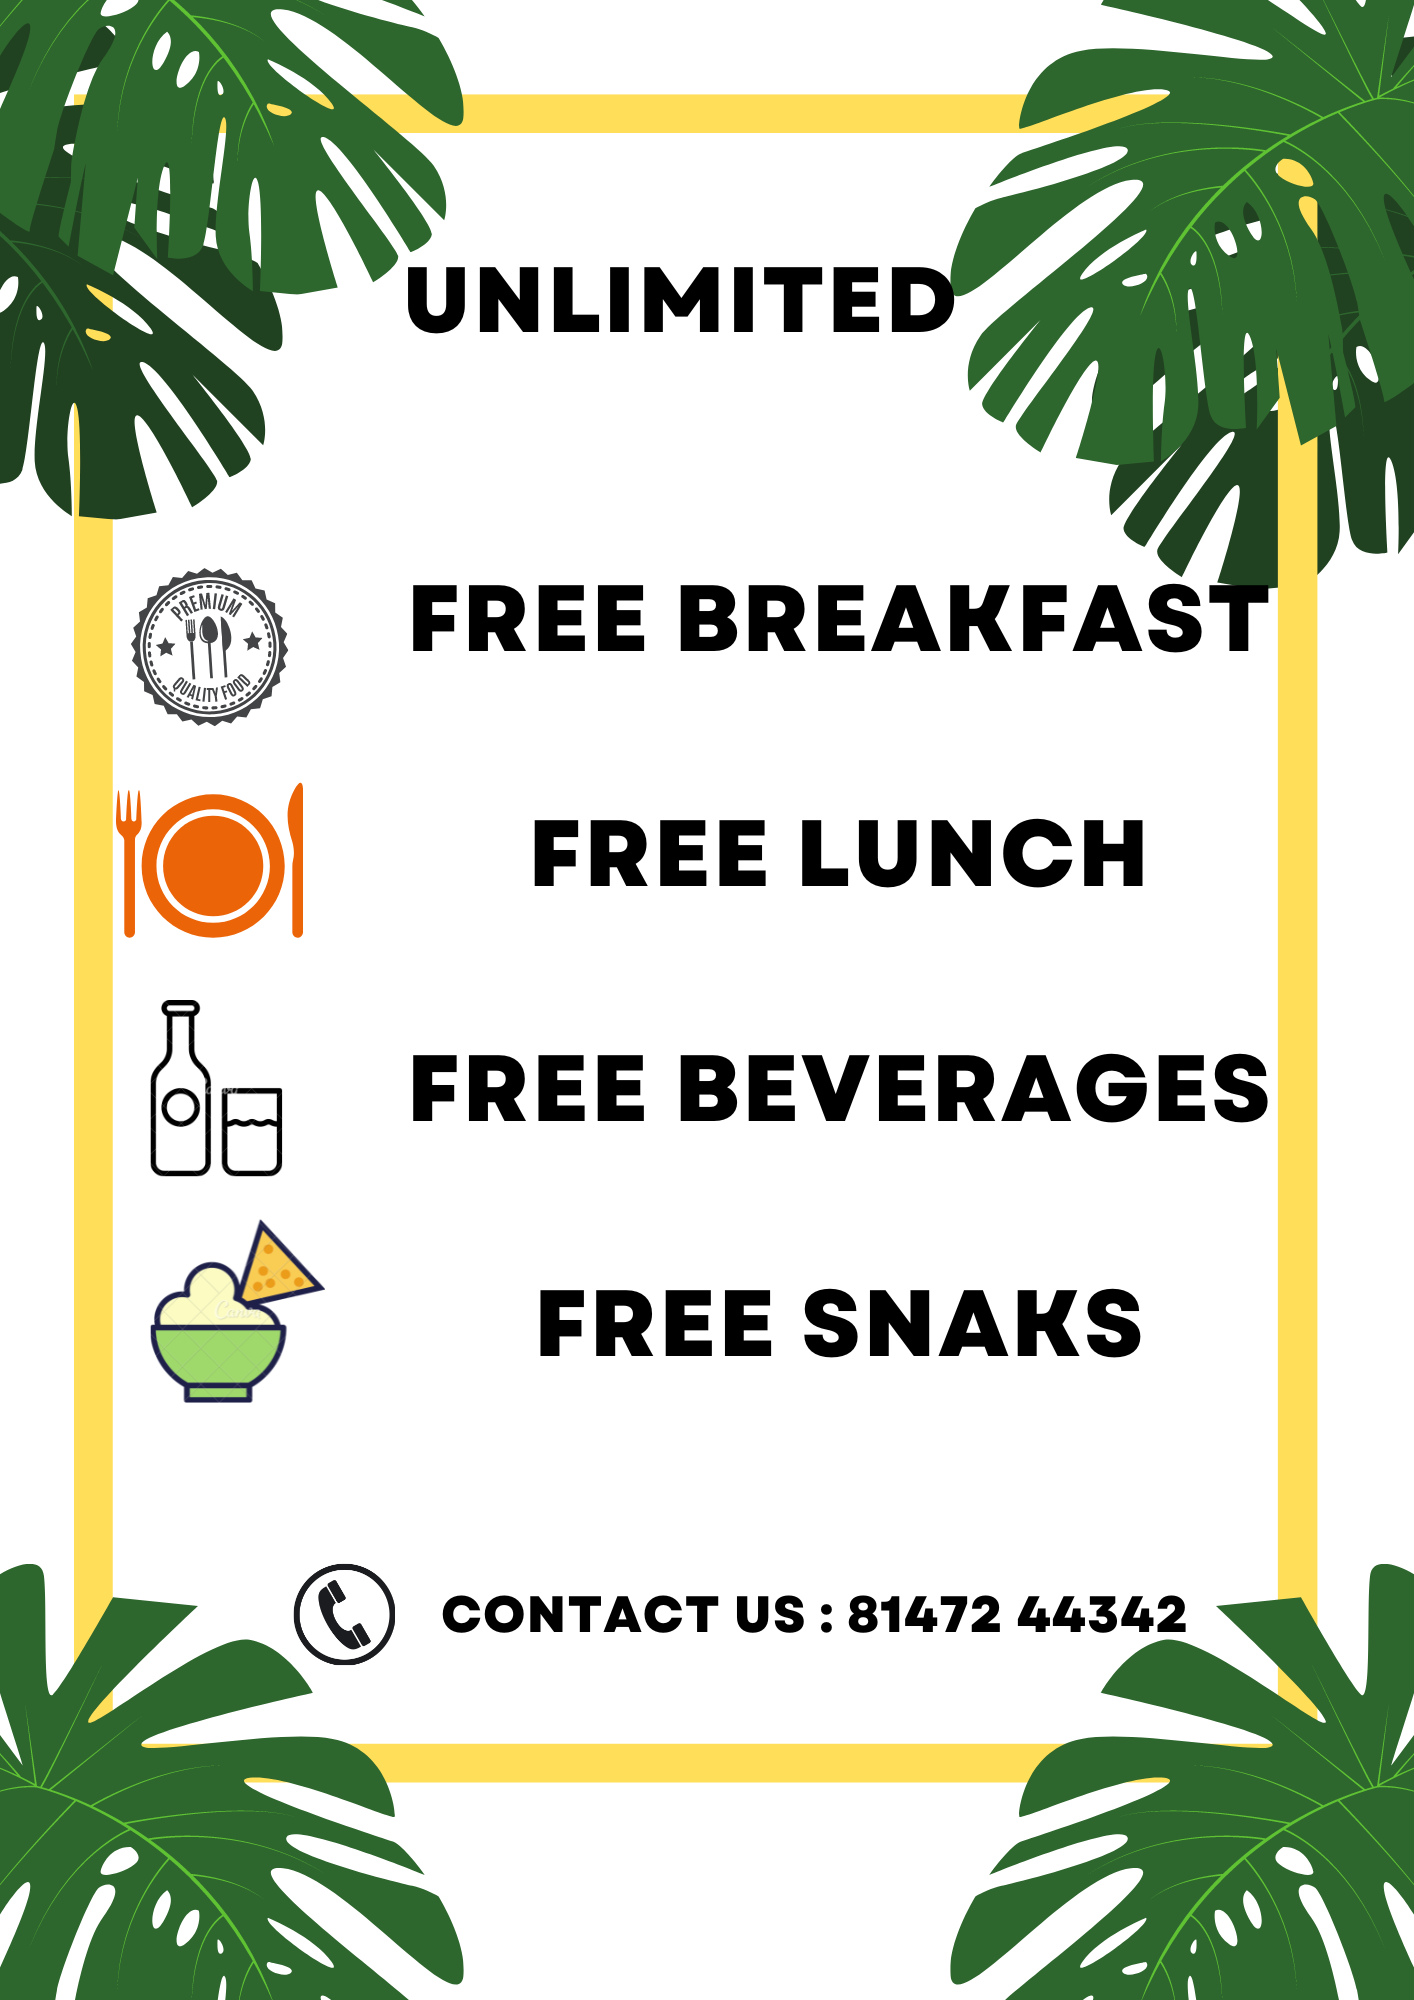 UNLIMITED
FREE BREAKFAST
PREMIUM
QUALITY FOOD
FREE LUNCH
FREE BEVERAGES
FREE SNAKS
CONTACT US : 81472 44342